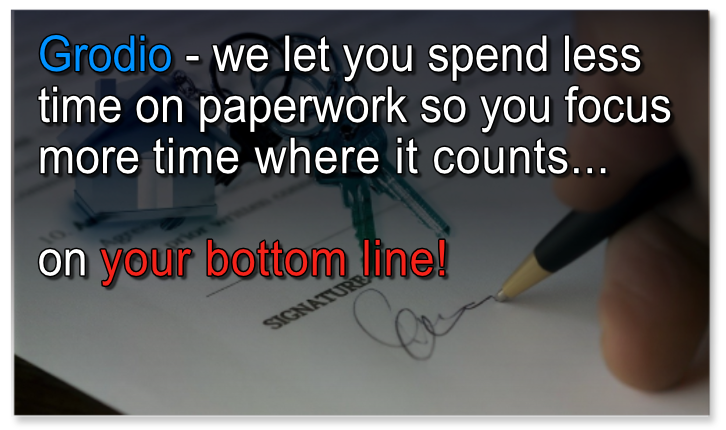 Grodio - we let you spend less
time on paperwork so you focus
more time where it counts...
on your bottom line!
SIGNATURE